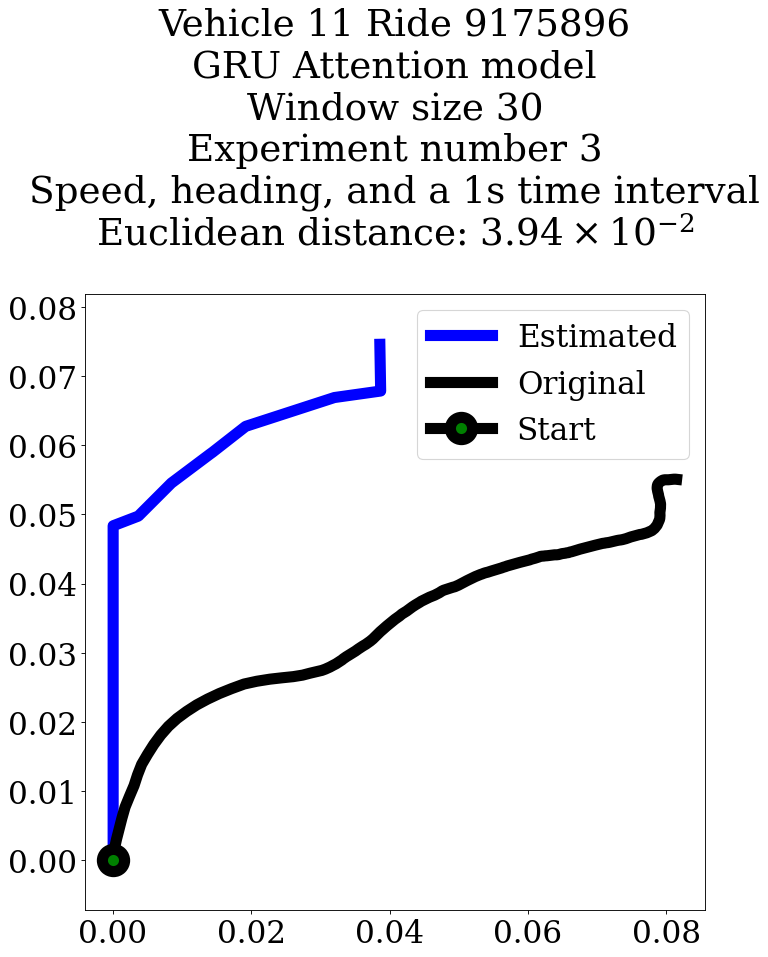 Vehicle 11 Ride 9175896
GRU Attention model
Window size 30
Experiment number 3
Speed, heading, and a 1s time interval
Euclidean distance: 3.94 × 10⁻²
0.08
0.07
0.06
0.05
0.04
0.03
0.02
0.01
0.00
Estimated
Original
Start
0.00 0.02 0.04 0.06 0.08